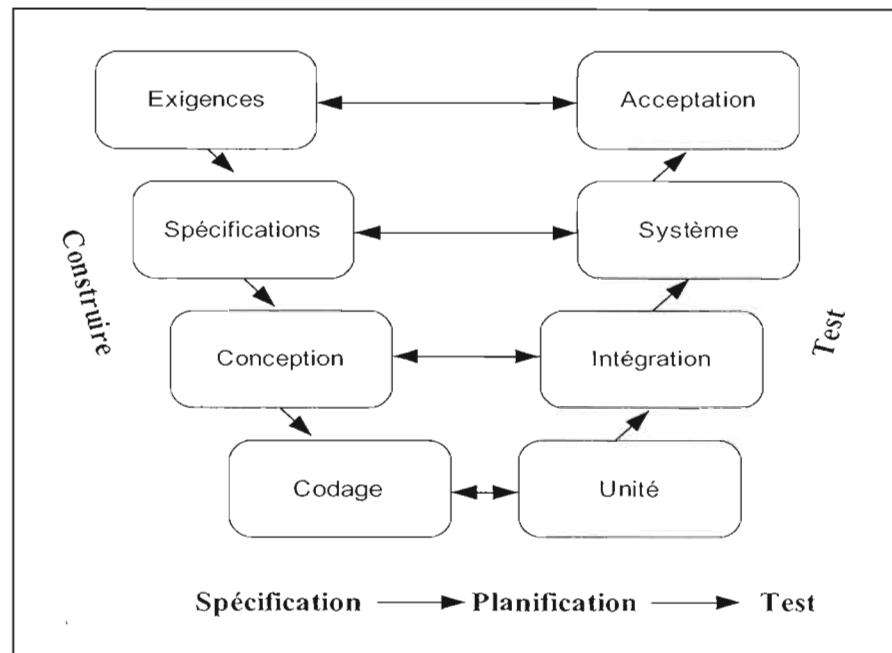 Exigences
Acceptation
Spécifications
Système
Construire
Conception
Intégration
Test
Codage
Unité
Spécification Planification Test